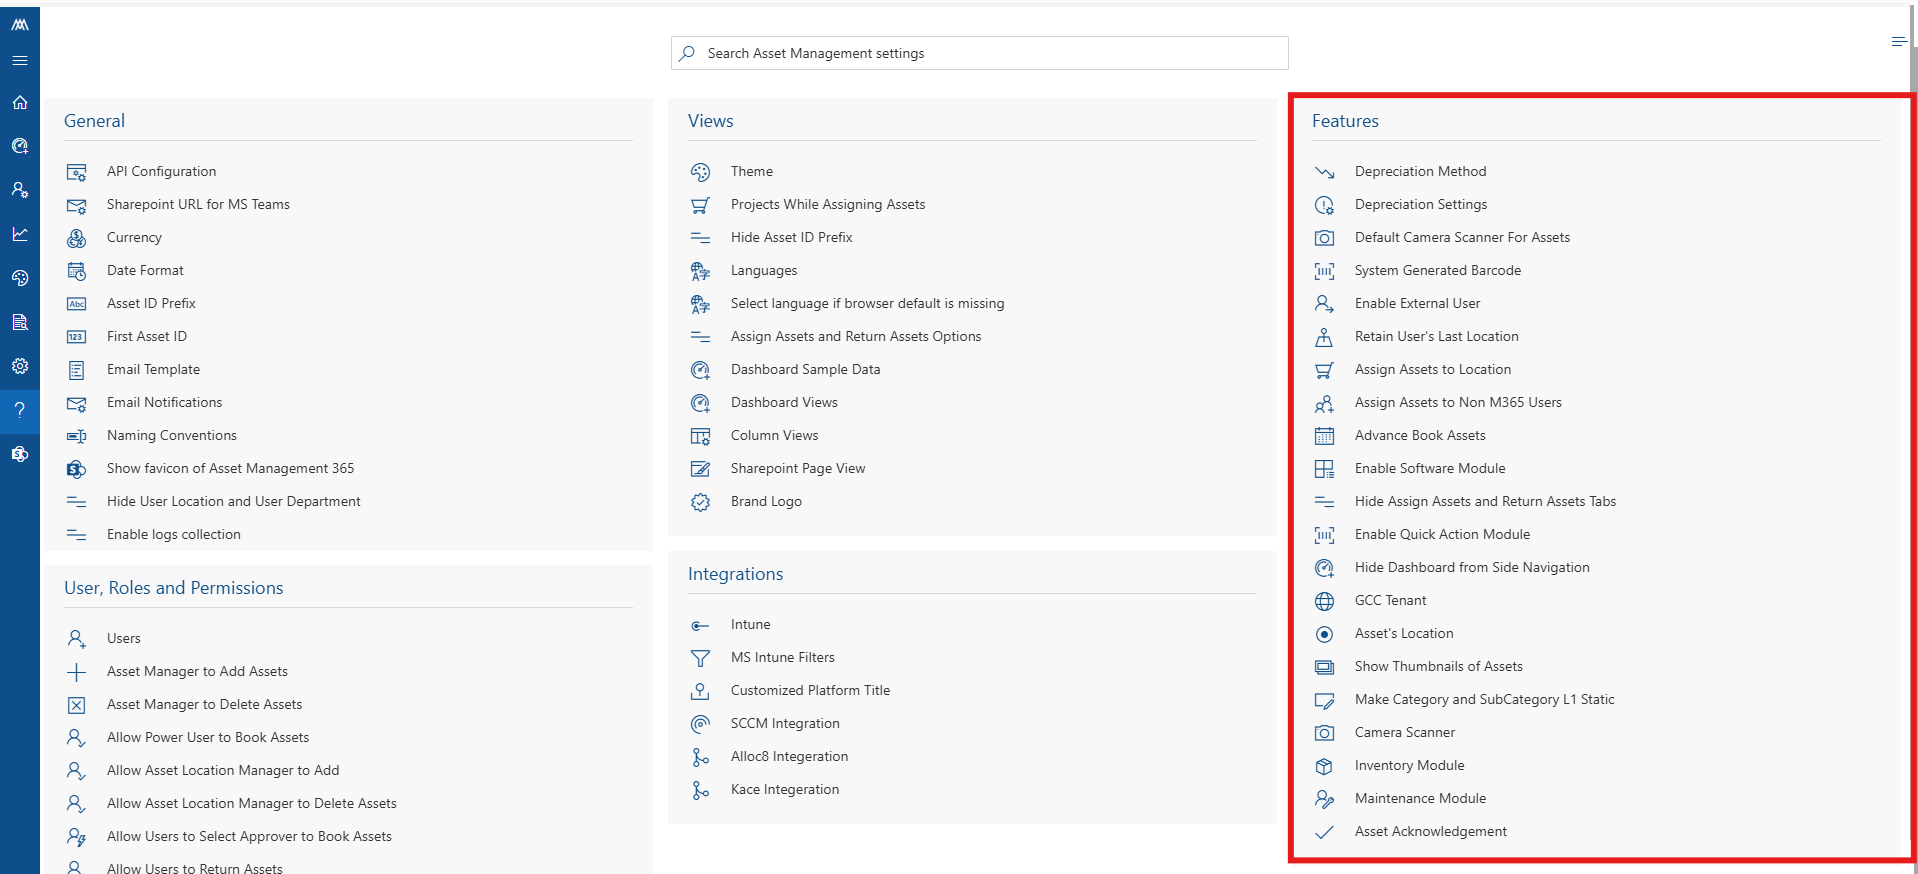 Search Asset Management settings
General
API Configuration
Sharepoint URL for MS Teams
Currency
Date Format
Asset ID Prefix
First Asset ID
Email Template
Email Notifications
Naming Conventions
Show favicon of Asset Management 365
Hide User Location and User Department
Enable logs collection
User, Roles and Permissions
Users
Asset Manager to Add Assets
Asset Manager to Delete Assets
Allow Power User to Book Assets
Allow Asset Location Manager to Add
Allow Asset Location Manager to Delete Assets
Allow Users to Select Approver to Book Assets
Allow Users to Return Assets
Views
Theme
Projects While Assigning Assets
Hide Asset ID Prefix
Languages
Select language if browser default is missing
Assign Assets and Return Assets Options
Dashboard Sample Data
Dashboard Views
Column Views
Sharepoint Page View
Brand Logo
Integrations
Intune
MS Intune Filters
Customized Platform Title
SCCM Integration
Alloc8 Integeration
Kace Integeration
Features
Depreciation Method
Depreciation Settings
Default Camera Scanner For Assets
System Generated Barcode
Enable External User
Retain User's Last Location
Assign Assets to Location
Assign Assets to Non M365 Users
Advance Book Assets
Enable Software Module
Hide Assign Assets and Return Assets Tabs
Enable Quick Action Module
Hide Dashboard from Side Navigation
GCC Tenant
Asset's Location
Show Thumbnails of Assets
Make Category and SubCategory L1 Static
Camera Scanner
Inventory Module
Maintenance Module
Asset Acknowledgement